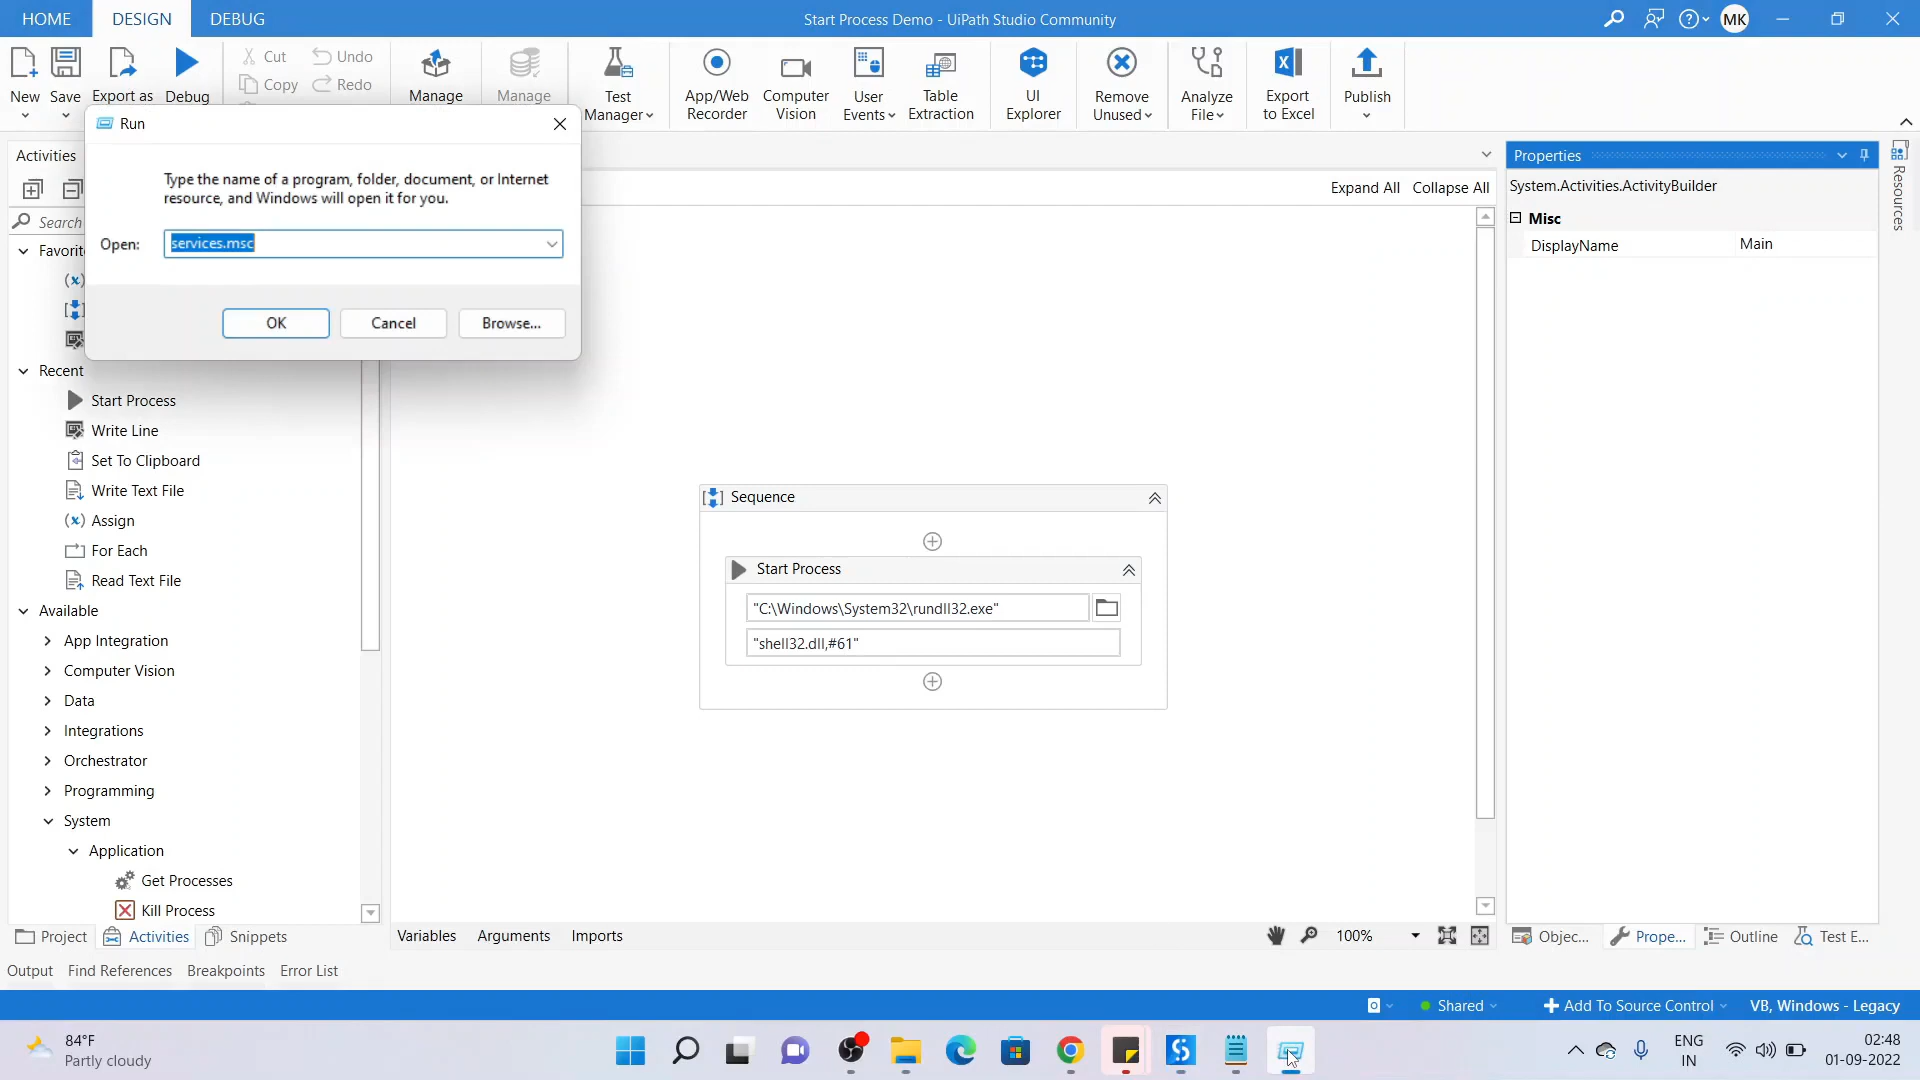 HOME DESIGN DEBUG
Start Process Demo - UiPath Studio Community
MK
New Save Export as Debug
Cut Undo
Copy Redo
Manage
Manage
Test
Manager
App/Web
Recorder
Computer
Vision
User
Events
Table
Extraction
UI
Explorer
Remove
Unused
Analyze
File
Export
to Excel
Publish
Run
Type the name of a program, folder, document, or Internet
resource, and Windows will open it for you.
Open: services.msc
OK Cancel Browse...
Activities
Search
Favorit
Recent
Start Process
Write Line
Set To Clipboard
Write Text File
Assign
For Each
Read Text File
Available
App Integration
Computer Vision
Data
Integrations
Orchestrator
Programming
System
Application
Get Processes
Kill Process
Expand All Collapse All
Sequence
Start Process
"C:\Windows\System32\rundll32.exe"
"shell32.dll,#61"
Properties
System.Activities.ActivityBuilder
Misc
DisplayName Main
Resources
Project Activities Snippets
Variables Arguments Imports
100%
Objec... Prope... Outline Test E...
Output Find References Breakpoints Error List
Shared Add To Source Control VB, Windows - Legacy
84°F
Partly cloudy
ENG
IN
02:48
01-09-2022